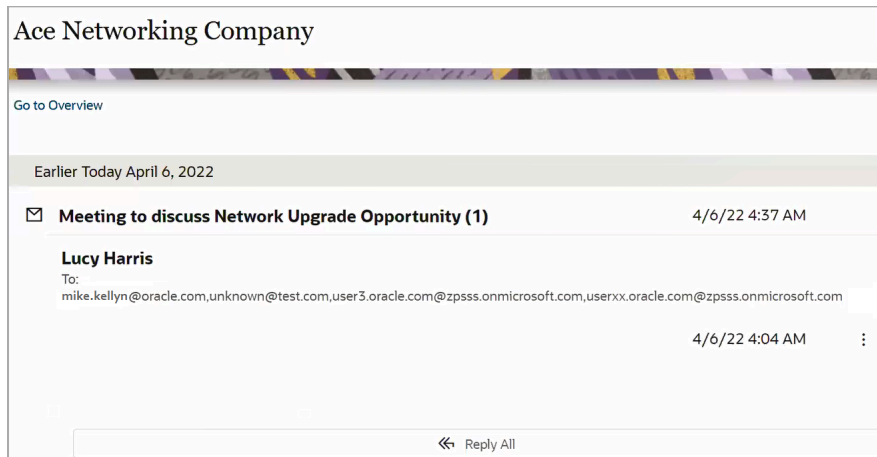 Ace Networking Company
Go to Overview
Earlier Today April 6, 2022
Meeting to discuss Network Upgrade Opportunity (1) 4/6/22 4:37 AM
Lucy Harris
To:
mike.kellyn@oracle.com,unknown@test.com,user3.oracle.com@zpsss.onmicrosoft.com,userxx.oracle.com@zpsss.onmicrosoft.com
4/6/22 4:04 AM
Reply All